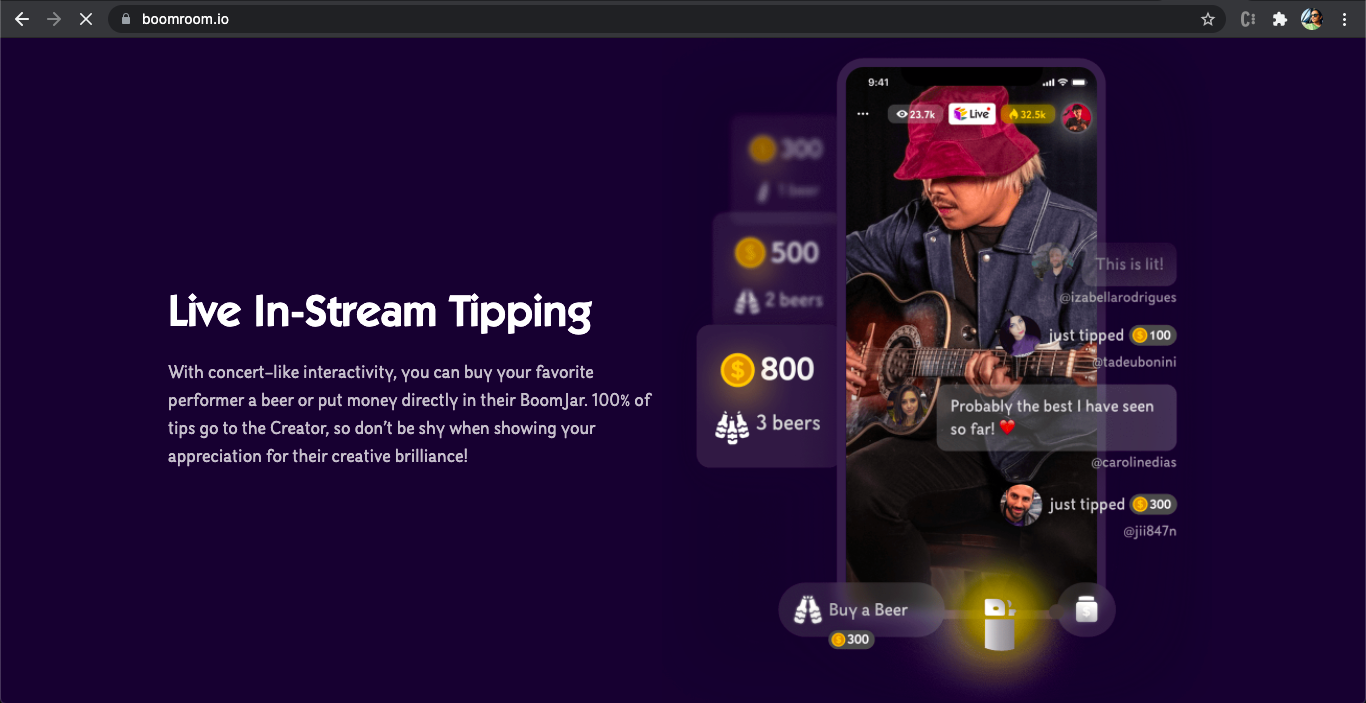 boomroom.io
9:41
23.7k
Live
32.5k
300
1 beer
500
2 beers
800
3 beers
This is lit!
@izabellarodrigues
just tipped 100
@tadeubonini
Probably the best I have seen
so far! ❤️
@carolinedias
just tipped 300
@jii847n
Buy a Beer
300
Live In-Stream Tipping
With concert-like interactivity, you can buy your favorite
performer a beer or put money directly in their BoomJar. 100% of
tips go to the Creator, so don't be shy when showing your
appreciation for their creative brilliance!